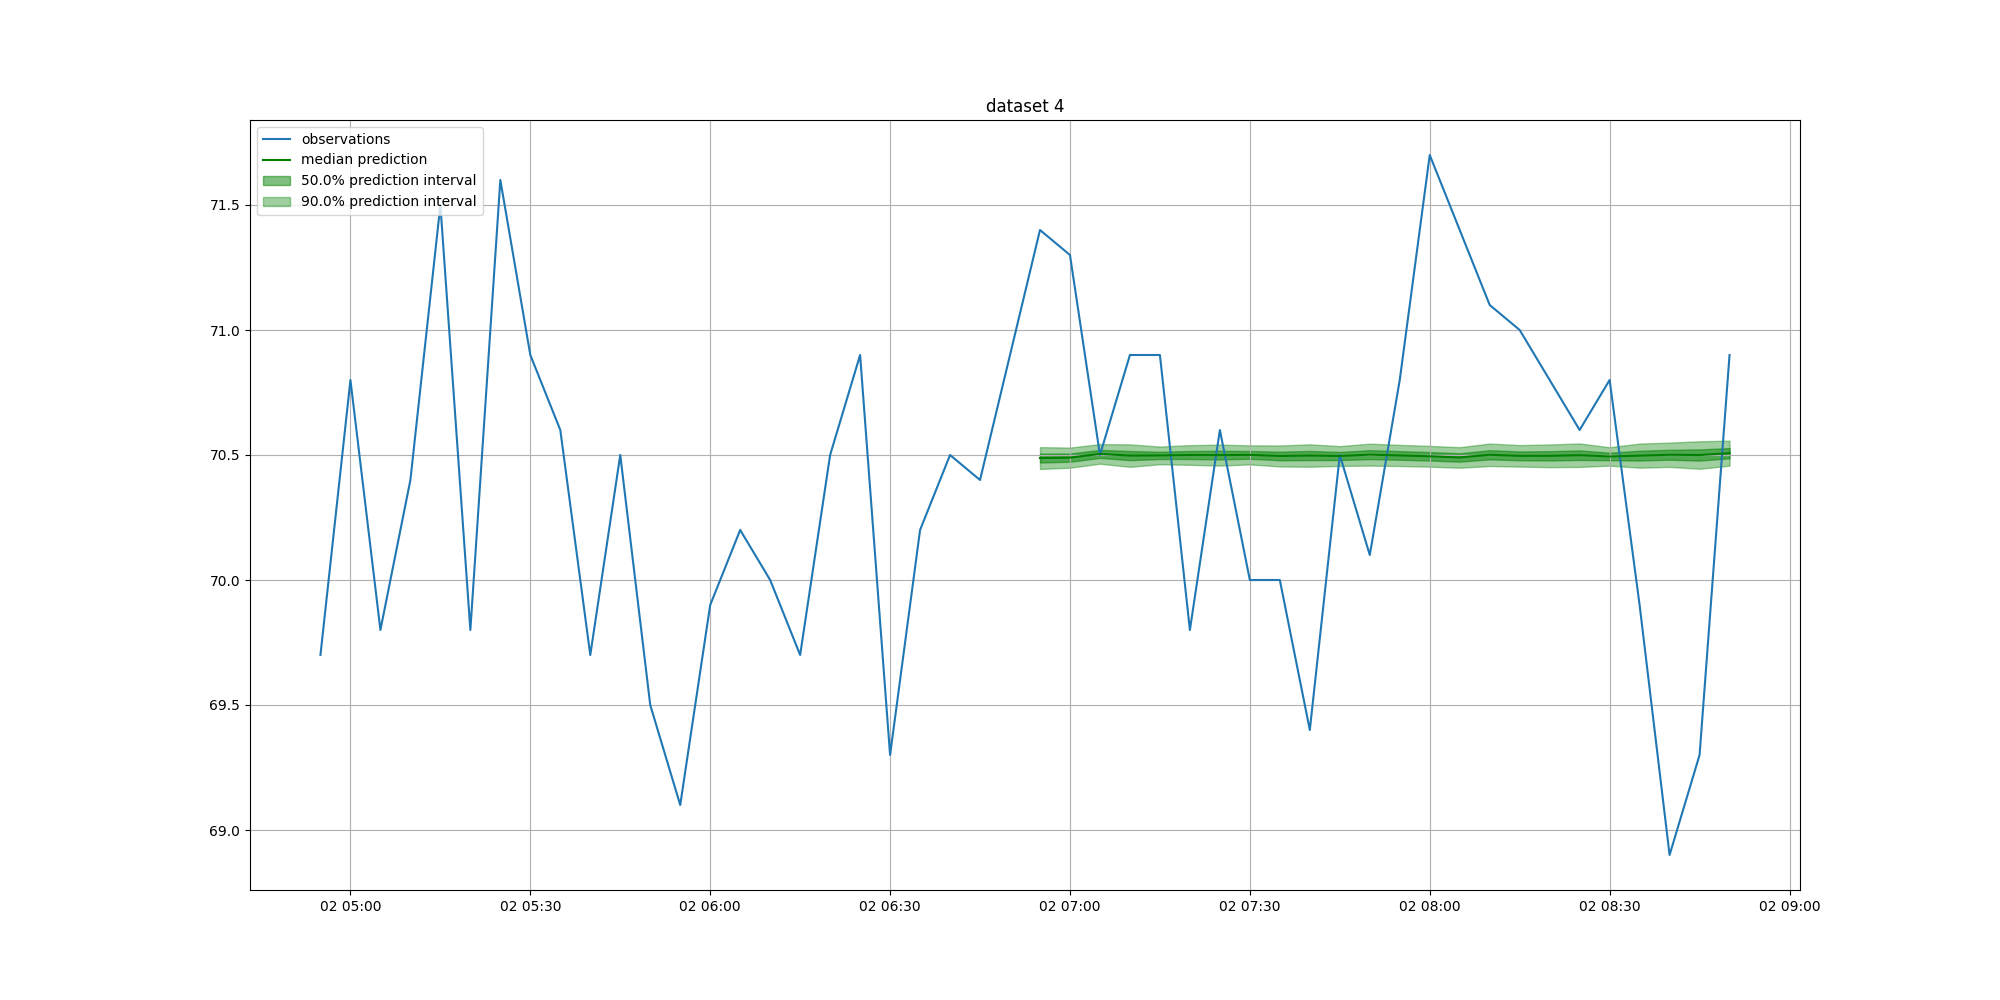 dataset 4
observations
median prediction
50.0% prediction interval
90.0% prediction interval
71.5
71.0
70.5
70.0
69.5
69.0
02 05:00 02 05:30 02 06:00 02 06:30 02 07:00 02 07:30 02 08:00 02 08:30 02 09:00